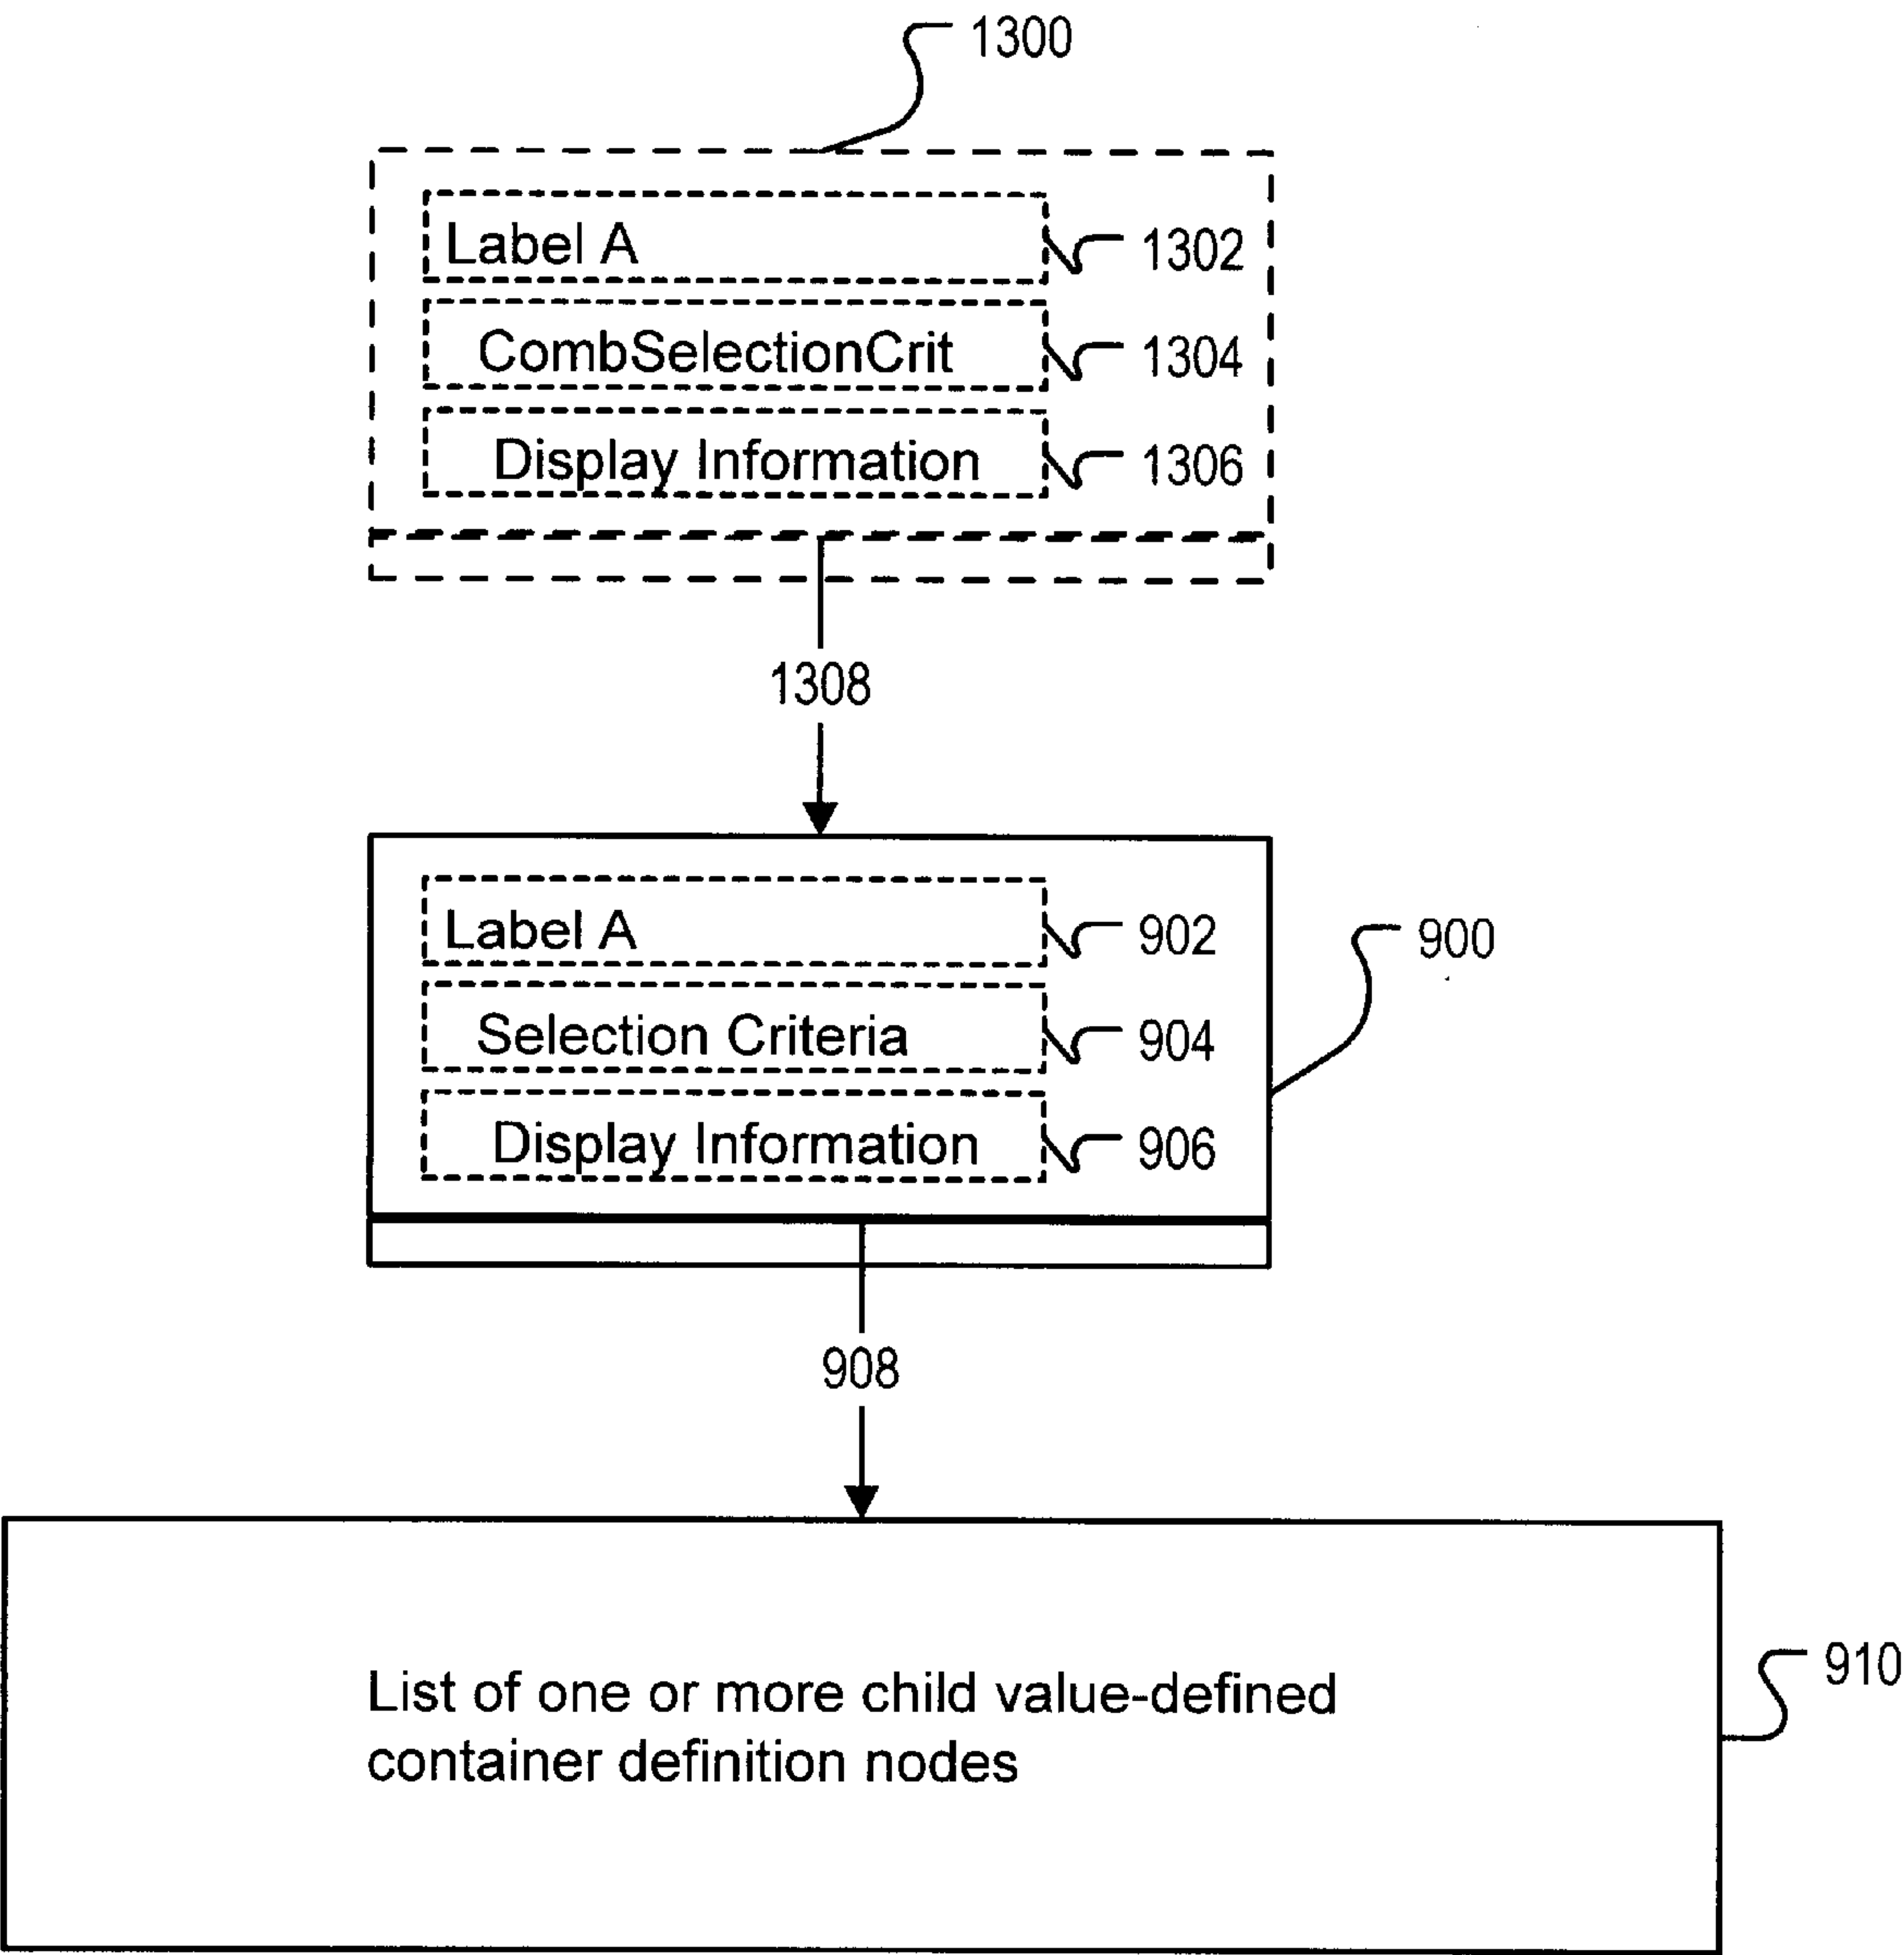 1300
Label A
1302
CombSelectionCrit
1304
Display Information
1306
1308
Label A
902
900
Selection Criteria
904
Display Information
906
908
List of one or more child value-defined
container definition nodes
910